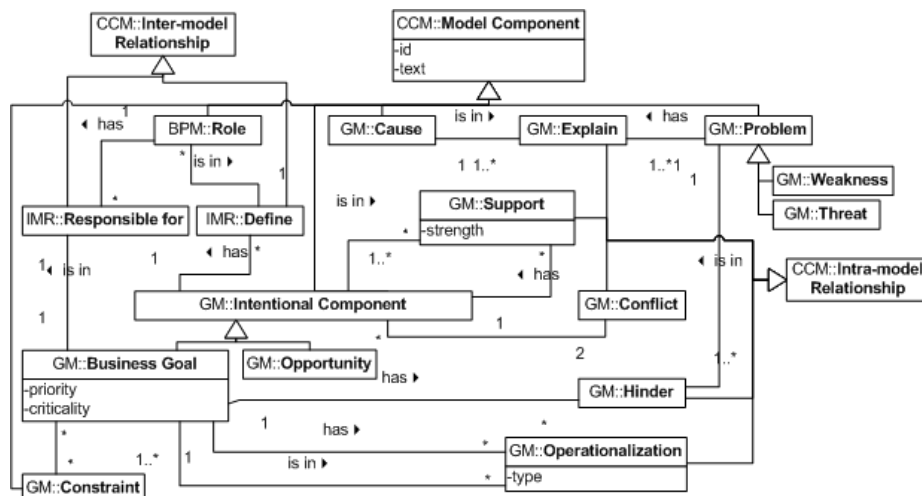 CCM::Inter-model
Relationship
CCM::Model Component
-id
-text
1
◄ has
BPM::Role
is in ►
◄ has
GM::Cause
GM::Explain
GM::Problem
*
is in ►
1
1 1..*
1..*1
1
*
GM::Weakness
GM::Threat
IMR::Responsible for
IMR::Define
is in ►
GM::Support
-strength
◄ has *
*
*
1
1
1..*
◄ is in
◄ has
◄ is in
CCM::Intra-model
Relationship
GM::Intentional Component
GM::Conflict
1
*
1
2
GM::Business Goal
-priority
-criticality
GM::Opportunity
has ►
1..*
GM::Hinder
1
has ►
*
*
GM::Operationalization
-type
*
1..*
1
is in ►
*
GM::Constraint